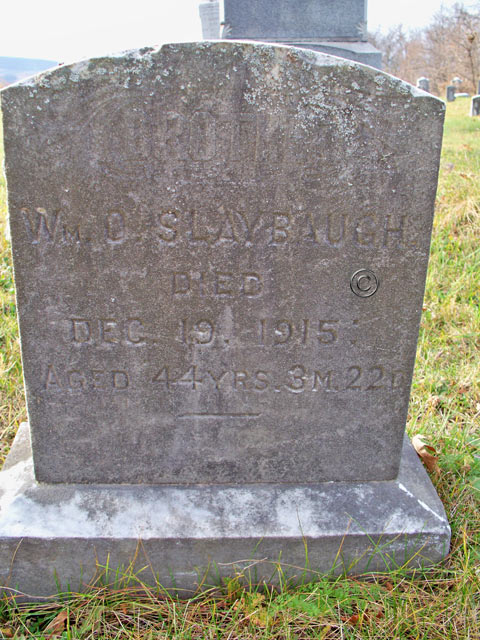 Wm. O. SLAYBAUGH
DIED
©
DEC. 19. 1915.
AGED 44YRS. 3M. 22D